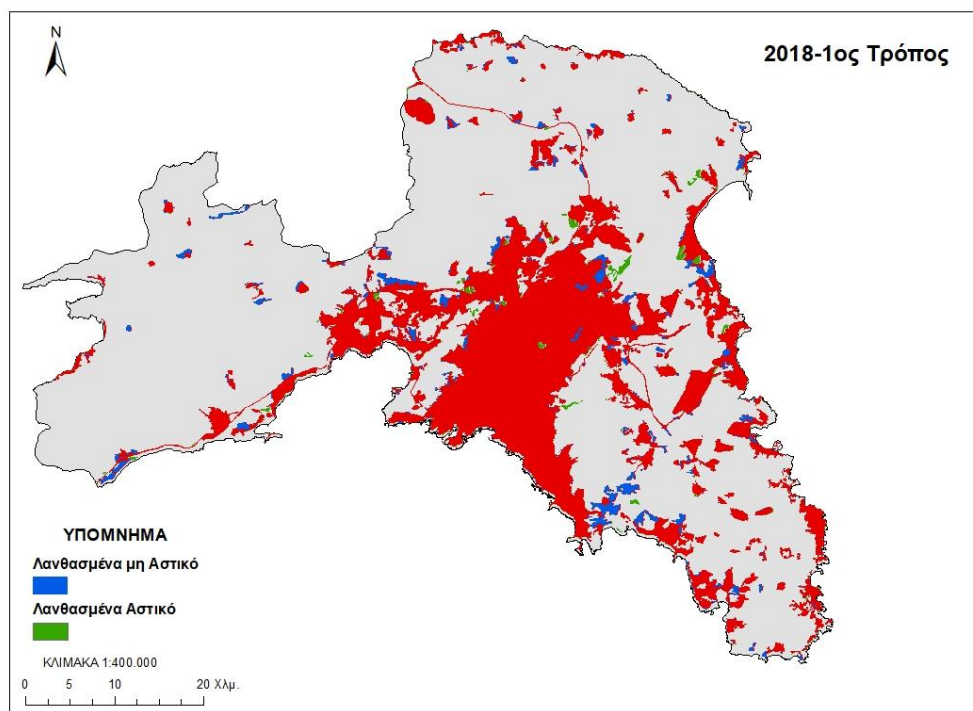 N
2018-1ος Τρόπος
ΥΠΟΜΝΗΜΑ
Λανθασμένα μη Αστικό
Λανθασμένα Αστικό
ΚΛΙΜΑΚΑ 1:400.000
0 5 10 20 Χλμ.